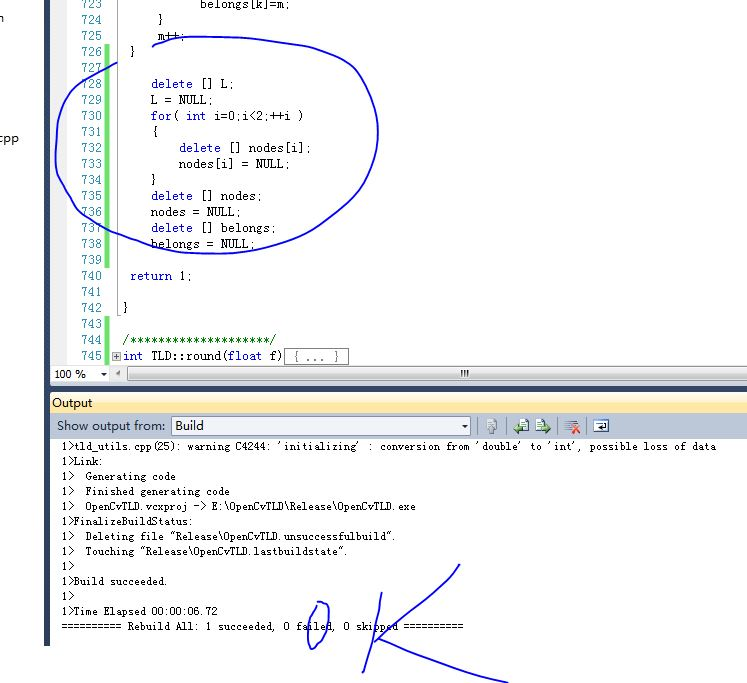 723 belongs[k]=m;
724 }
725 m++;
726 }
727
728 delete [] L;
729 L = NULL;
730 for( int i=0;i<2;++i )
731 {
cpp
732 delete [] nodes[i];
733 nodes[i] = NULL;
734 }
735 delete [] nodes;
736 nodes = NULL;
737 delete [] belongs;
738 belongs = NULL;
739
740 return 1;
741
742 }
743
744 /********************/
745 int TLD::round(float f) { ... }
100 %
Output
Show output from: Build
1>tld_utils.cpp(25): warning C4244: 'initializing' : conversion from 'double' to 'int', possible loss of data
1>Link:
1> Generating code
1> Finished generating code
1> OpenCvTLD.vcxproj -> E:\OpenCvTLD\Release\OpenCvTLD.exe
1>FinalizeBuildStatus:
1> Deleting file "Release\OpenCvTLD.unsuccessfulbuild".
1> Touching "Release\OpenCvTLD.lastbuildstate".
1>
1>Build succeeded.
1>
1>Time Elapsed 00:00:06.72
========== Rebuild All: 1 succeeded, 0 failed, 0 skipped ==========
OK